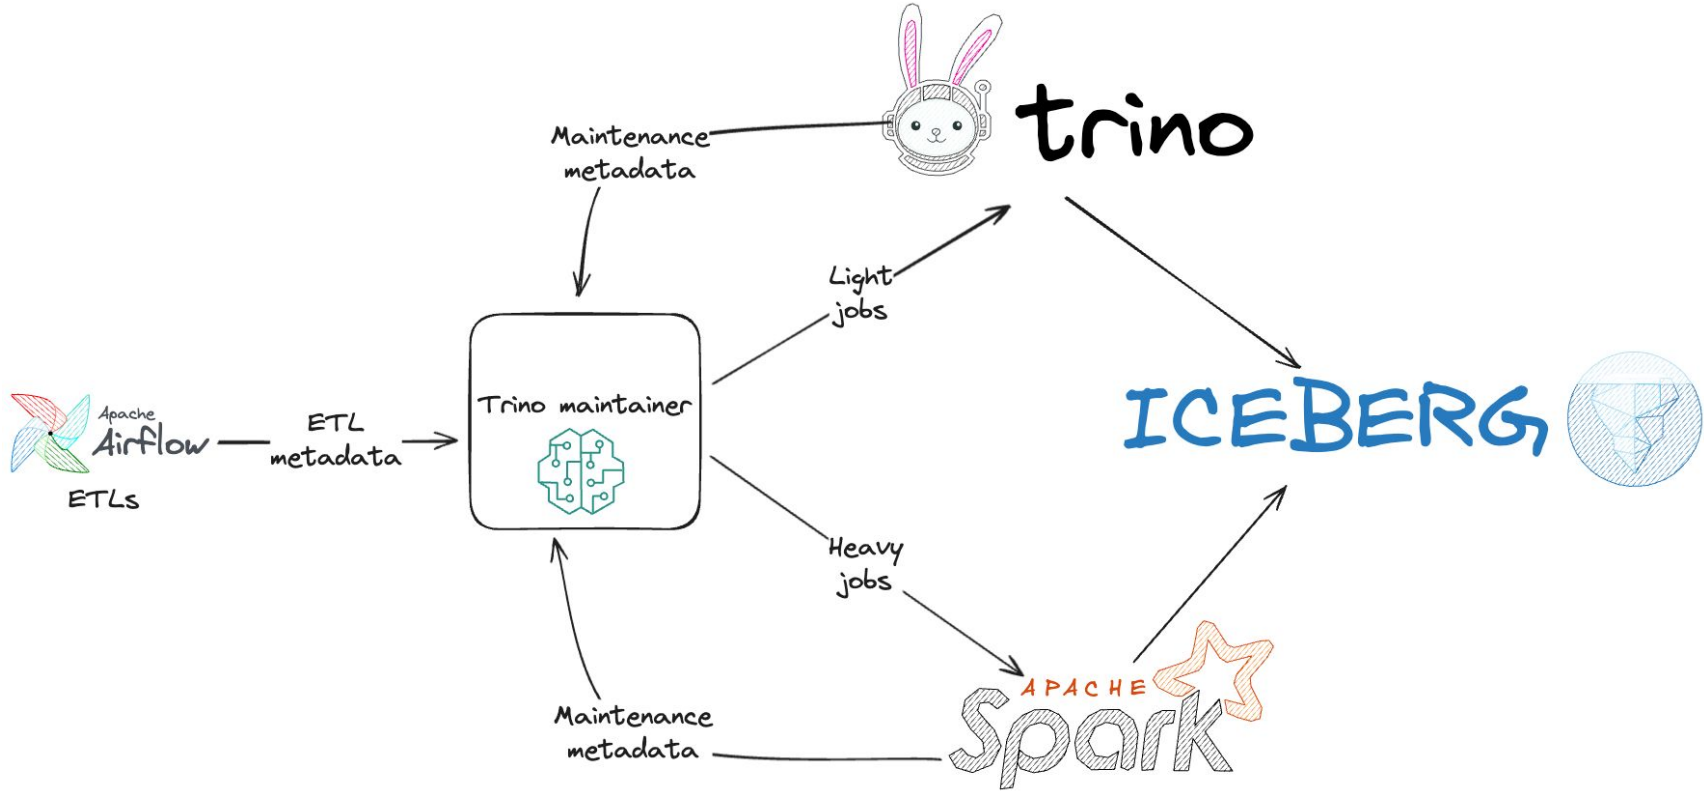 trino
Maintenance
metadata
Light
jobs
Trino maintainer
Apache
Airflow
ETLs
ETL
metadata
ICEBERG
Heavy
jobs
APACHE
Spark
Maintenance
metadata